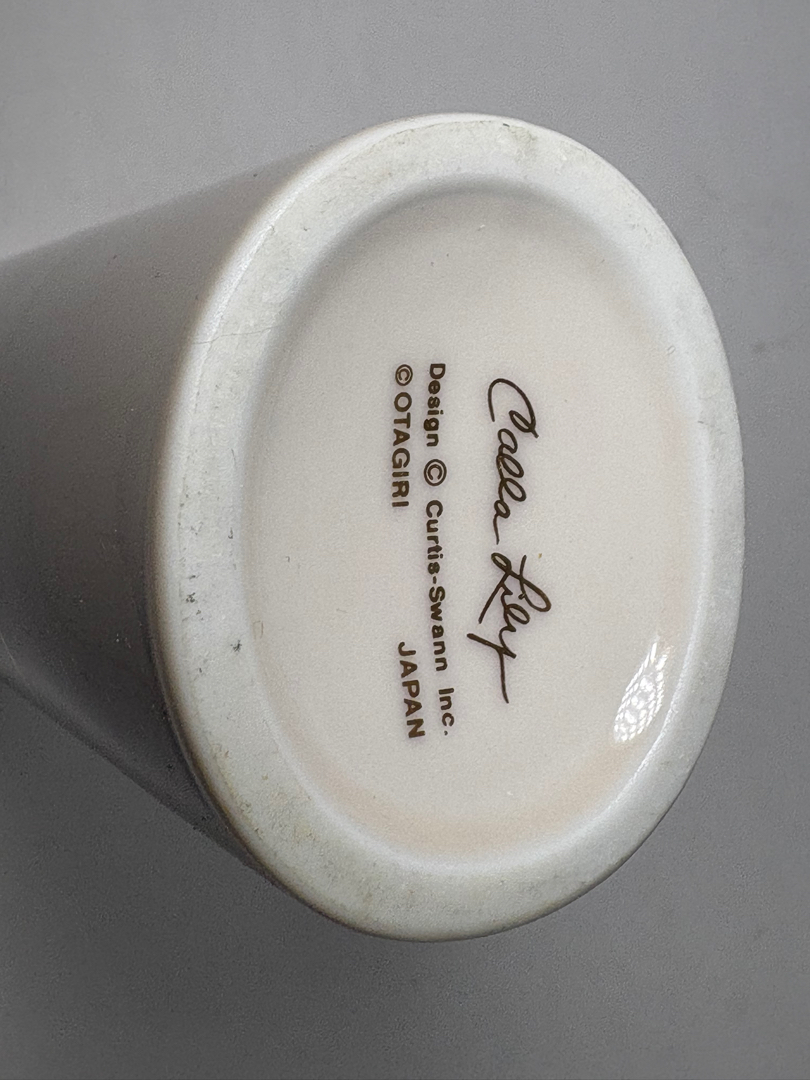 Calla Lily
Design © Curtis-Swann Inc.
© OTAGIRI JAPAN